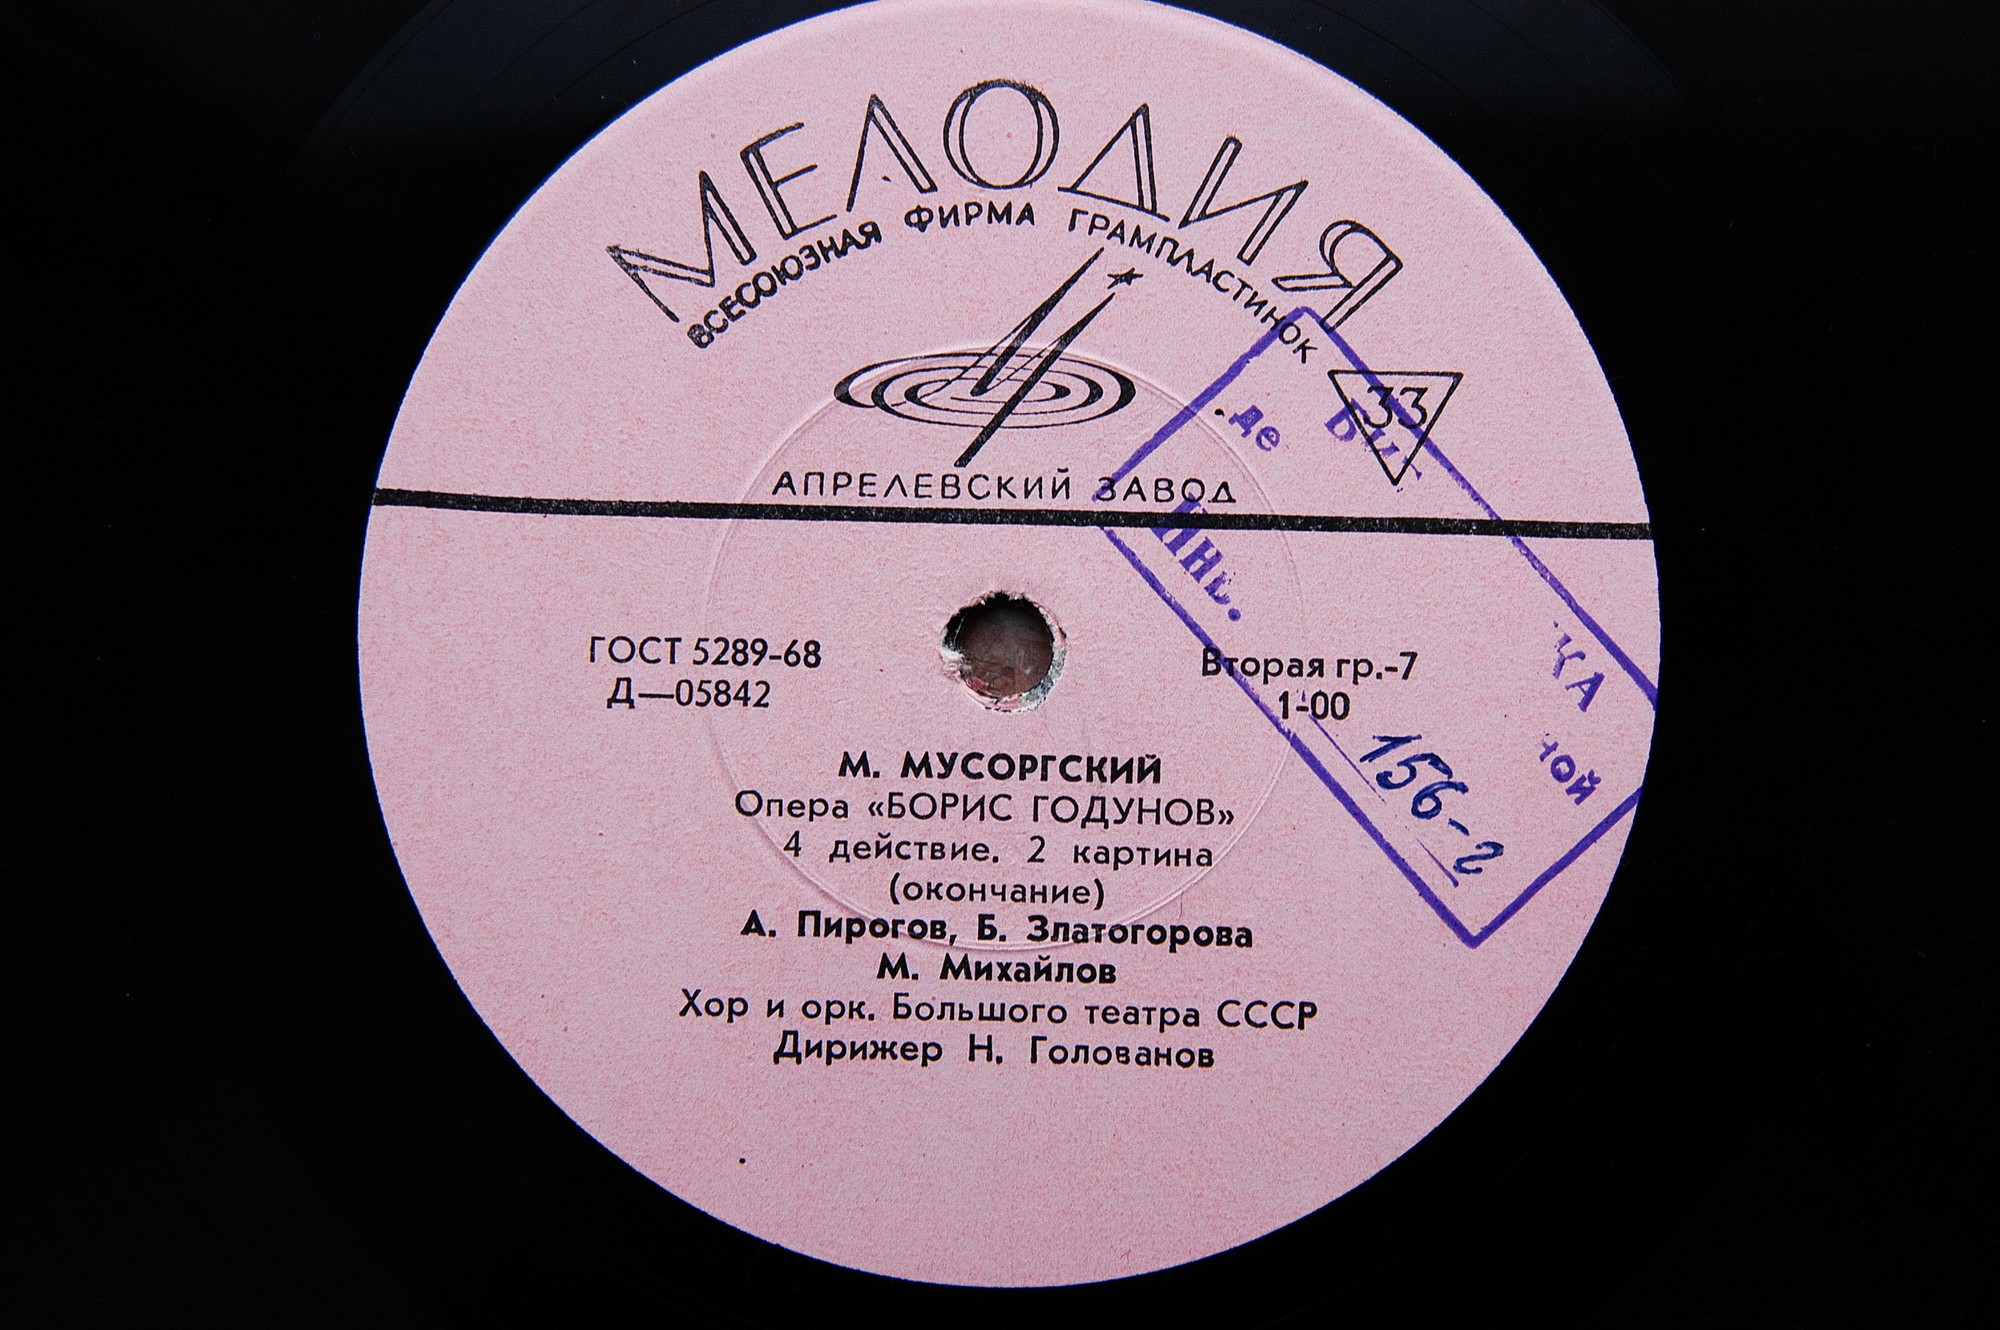 МЕЛОДИЯ
ВСЕСОЮЗНАЯ ФИРМА ГРАМПЛАСТИНОК
33
АПРЕЛЕВСКИЙ ЗАВОД
ИНВ.
156-2
ГОСТ 5289-68
Д—05842
Вторая гр.-7
1-00
М. МУСОРГСКИЙ
Опера «БОРИС ГОДУНОВ»
4 действие. 2 картина
(окончание)
А. Пирогов, Б. Златогорова
М. Михайлов
Хор и орк. Большого театра СССР
Дирижер Н. Голованов